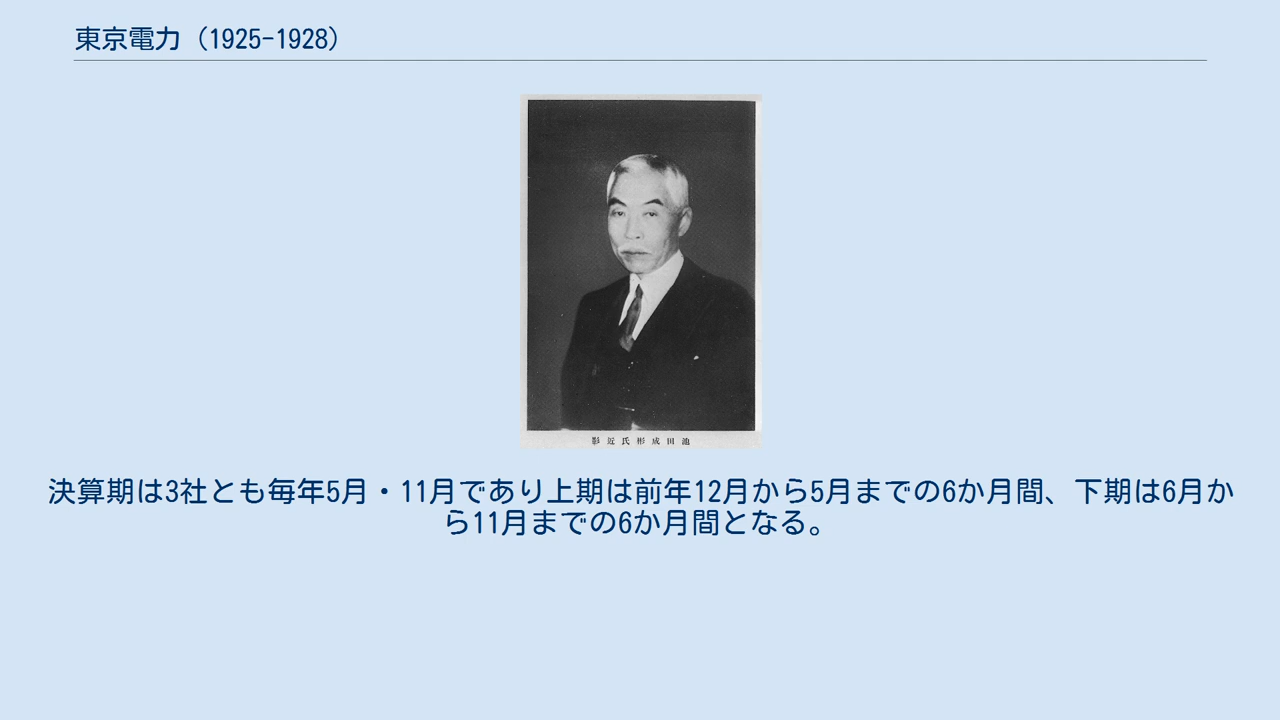 東京電力（1925-1928）
影近氏彬成田池
決算期は3社とも毎年5月・11月であり上期は前年12月から5月までの6か月間、下期は6月か
ら11月までの6か月間となる。